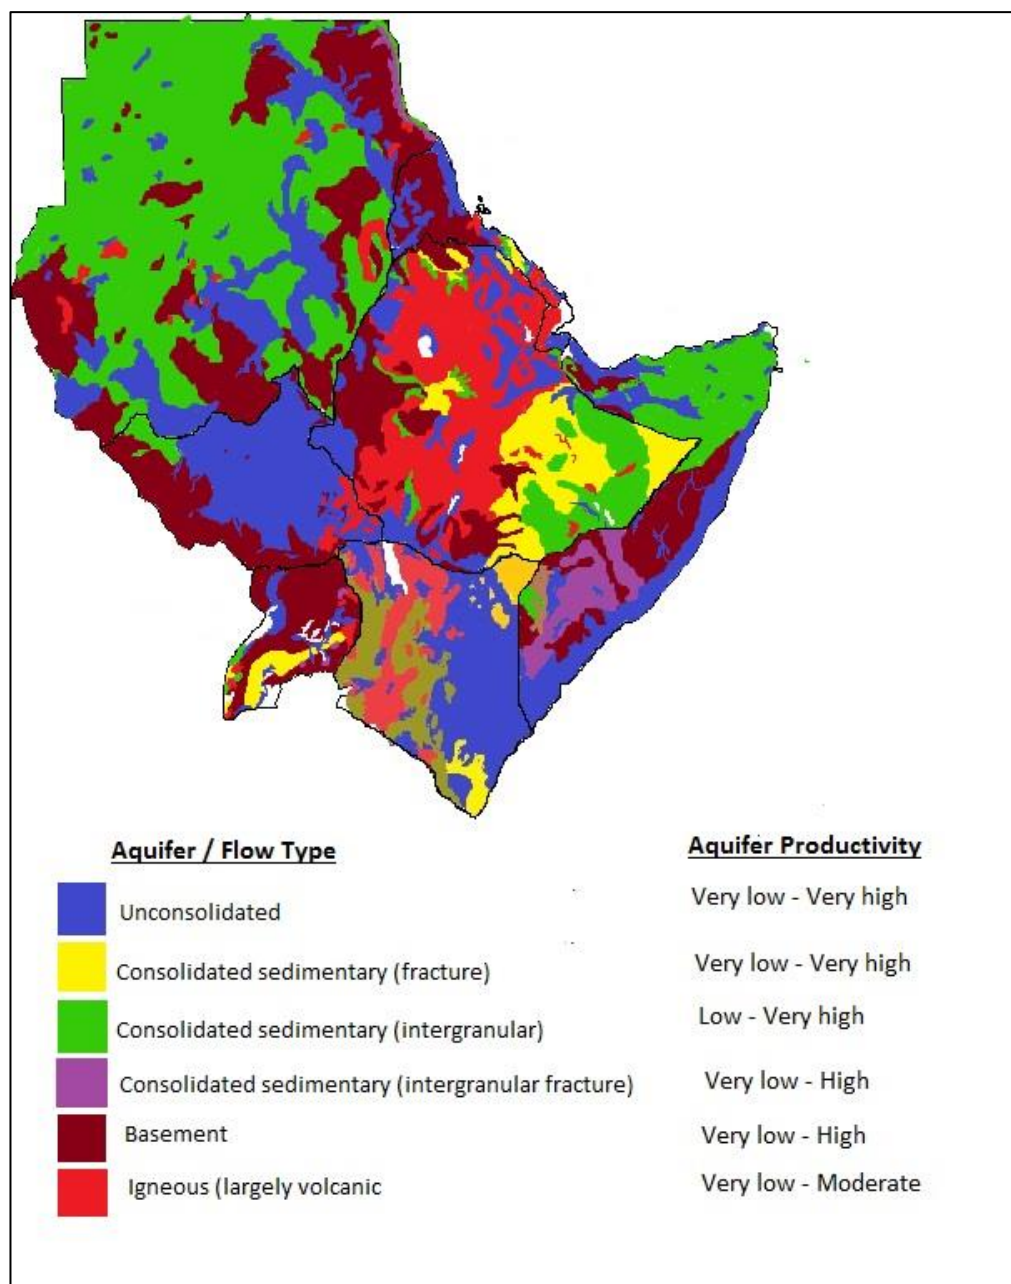 Aquifer / Flow Type Aquifer Productivity
Unconsolidated Very low - Very high
Consolidated sedimentary (fracture) Very low - Very high
Consolidated sedimentary (intergranular) Low - Very high
Consolidated sedimentary (intergranular fracture) Very low - High
Basement Very low - High
Igneous (largely volcanic Very low - Moderate